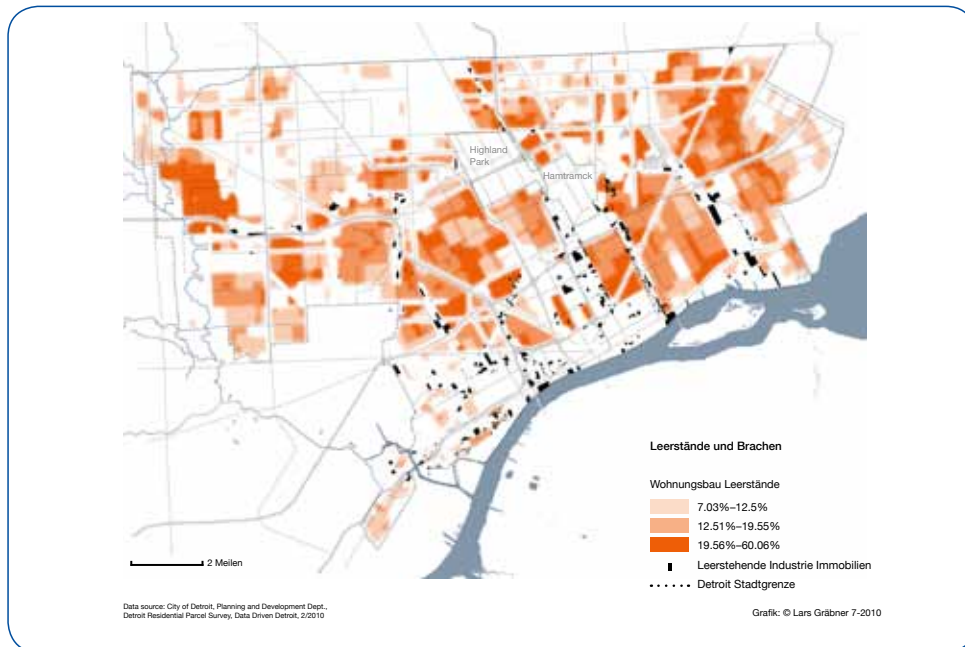 Highland
Park
Hamtramck
Leerstände und Brachen
Wohnungsbau Leerstände
7.03%–12.5%
12.51%–19.55%
19.56%–60.06%
Leerstehende Industrie Immobilien
Detroit Stadtgrenze
2 Meilen
Data source: City of Detroit, Planning and Development Dept.,
Detroit Residential Parcel Survey, Data Driven Detroit, 2/2010
Grafik: © Lars Gräbner 7-2010